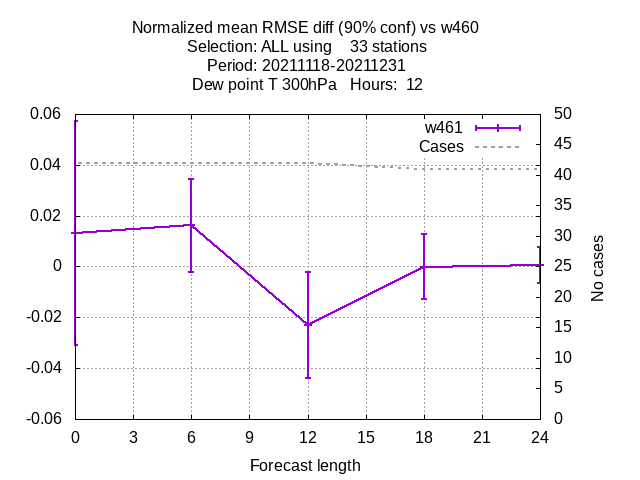 Normalized mean RMSE diff (90% conf) vs w460
Selection: ALL using    33 stations
Period: 20211118-20211231
Dew point T 300hPa   Hours:  12
0.06
0.04
0.02
0
-0.02
-0.04
-0.06
w461
Cases
50
45
40
35
30
25
20
15
10
5
0
No cases
0 3 6 9 12 15 18 21 24
Forecast length